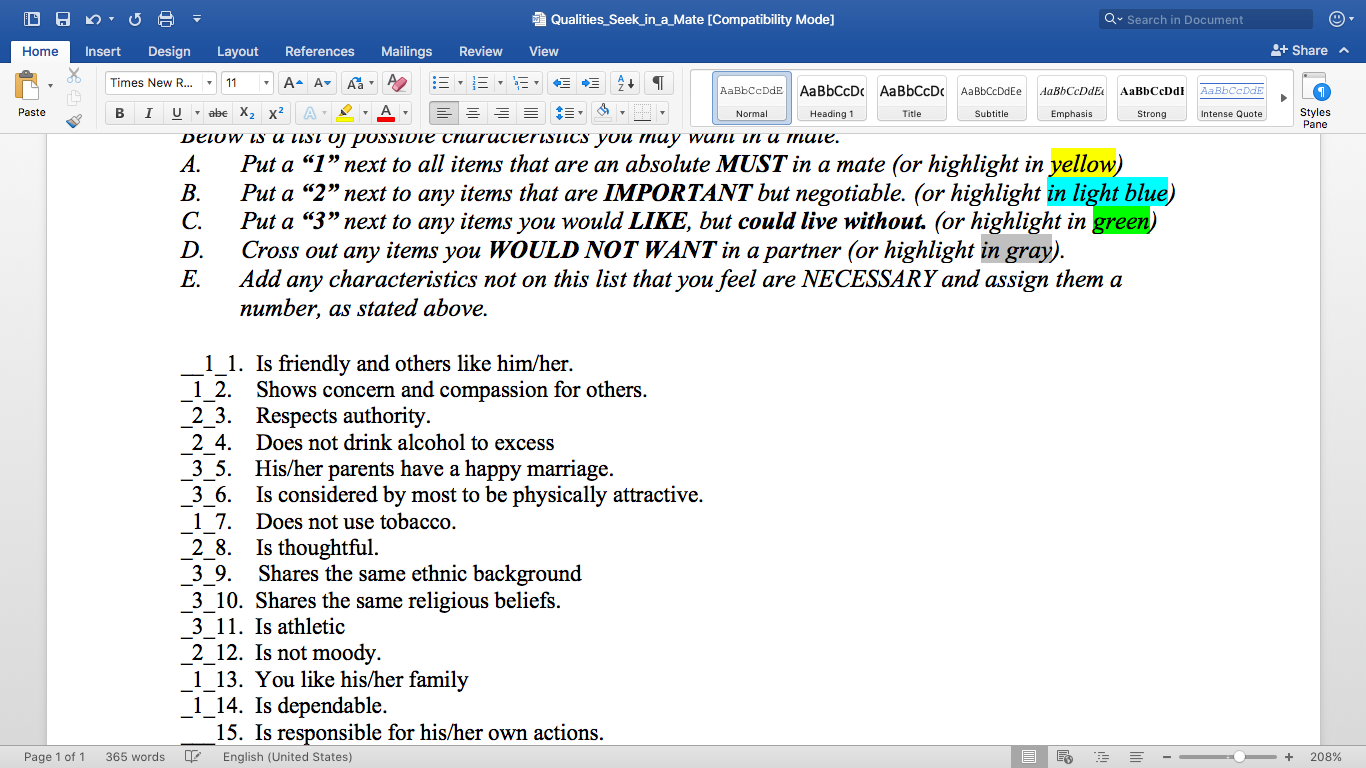 Qualities_Seek_in_a_Mate [Compatibility Mode]
Search in Document
Home Insert Design Layout References Mailings Review View
Share
Times New R... 11
Paste
AaBbCcDdE AaBbCcDc AaBbCcDc AaBbCcDdEe AaBbCcDdEe AaBbCcDdE AaBbCcDdE
Normal Heading 1 Title Subtitle Emphasis Strong Intense Quote
Styles Pane
Below is a list of possible characteristics you may want in a mate.
A. Put a “1” next to all items that are an absolute MUST in a mate (or highlight in yellow)
B. Put a “2” next to any items that are IMPORTANT but negotiable. (or highlight in light blue)
C. Put a “3” next to any items you would LIKE, but could live without. (or highlight in green)
D. Cross out any items you WOULD NOT WANT in a partner (or highlight in gray).
E. Add any characteristics not on this list that you feel are NECESSARY and assign them a
number, as stated above.
__1_1. Is friendly and others like him/her.
_1_2. Shows concern and compassion for others.
_2_3. Respects authority.
_2_4. Does not drink alcohol to excess
_3_5. His/her parents have a happy marriage.
_3_6. Is considered by most to be physically attractive.
_1_7. Does not use tobacco.
_2_8. Is thoughtful.
_3_9. Shares the same ethnic background
_3_10. Shares the same religious beliefs.
_3_11. Is athletic
_2_12. Is not moody.
_1_13. You like his/her family
_1_14. Is dependable.
___15. Is responsible for his/her own actions.
Page 1 of 1 365 words English (United States) 208%